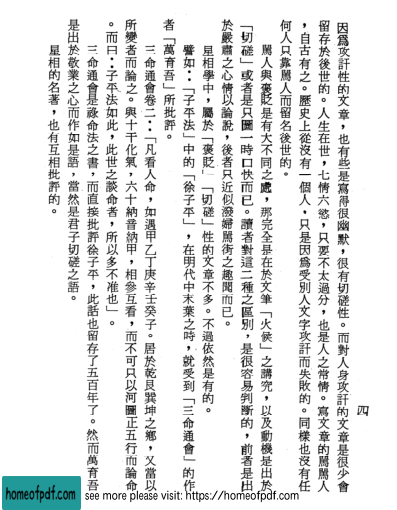 四
因為攻訐性的文章，也有些是寫得很幽默，很有切磋性。而對人身攻訐的文章是很少會
留存於後世的。人生在世，七情六慾，只要不太過分，也是人之常情。寫文章的罵罵人
，自古有之。歷史上從沒有一個人，只是因為受別人文字攻訐而失敗的。同樣也沒有任
何人只靠罵人而留名後世的。
罵人與褒貶是有大不同之處，那完全是在於文筆「火候」之講究，以及動機是出於
「切磋」或者是只圖一時口快而已。讀者對這二種之區別，是很容易判斷的，前者是出
於嚴肅之心情以論說，後者只近似潑婦罵街之趣聞而已。
星相學中，屬於「褒貶」「切磋」性的文章不多。不過依然是有的。
譬如：「子平法」中的「徐子平」，在明代中末葉之時，就受到「三命通會」的作
者「萬育吾」所批評。
三命通會卷二：「凡看人命，如遇甲乙丁庚辛壬癸子。居於乾艮巽坤之鄉，又當以
所變者而論之。與十干化氣，六十納音納甲，相參互看，而不可只以河圖正五行而論命
。而曰：子平法如此，此世之談命者，所以多不准也」。
三命通會是祿命法之書，而直接批評徐子平，此話也留存了五百年了。然而萬育吾
是出於敬業之心而作如是語，當然是君子切磋之語。
星相的名著，也有互相批評的。
homeofpdf.com
see more please visit: https://homeofpdf.com